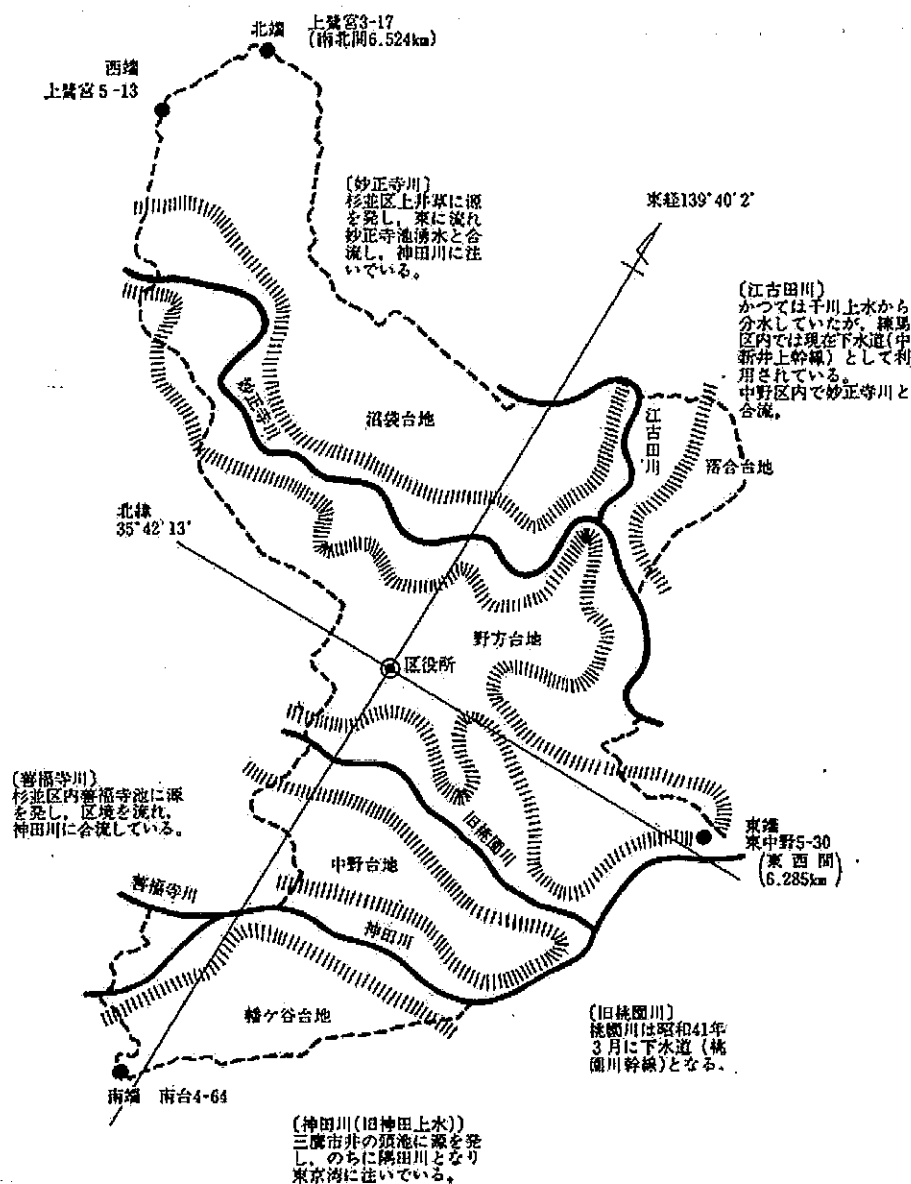 北端
上鷺宮3-17
(南北間6.524km)
西端
上鷺宮5-13
〔妙正寺川〕
杉並区上井草に源
を発し、東に流れ
妙正寺池湧水と合
流し、神田川に注
いでいる。
東経139°40′2″
〔江古田川〕
かつては千川上水から
分水していたが、練馬
区内では現在下水道(中
新井上幹線)として利
用されている。
中野区内で妙正寺川と
合流。
妙正寺
沼袋台地
江古田川
落合台地
北緯
35°42′13″
野方台地
区役所
〔善福寺川〕
杉並区内善福寺池に源
を発し、区境を流れ、
神田川に合流している。
旧桃園川
東端
東中野5-30
(東西間
6.285km)
中野台地
善福寺川
神田川
幡ケ谷台地
〔旧桃園川〕
桃園川は昭和41年
3月に下水道(桃
園川幹線)となる。
南端 南台4-64
〔神田川(旧神田上水)〕
三鷹市井の頭池に源を発
し、のちに隅田川となり
東京湾に注いでいる。